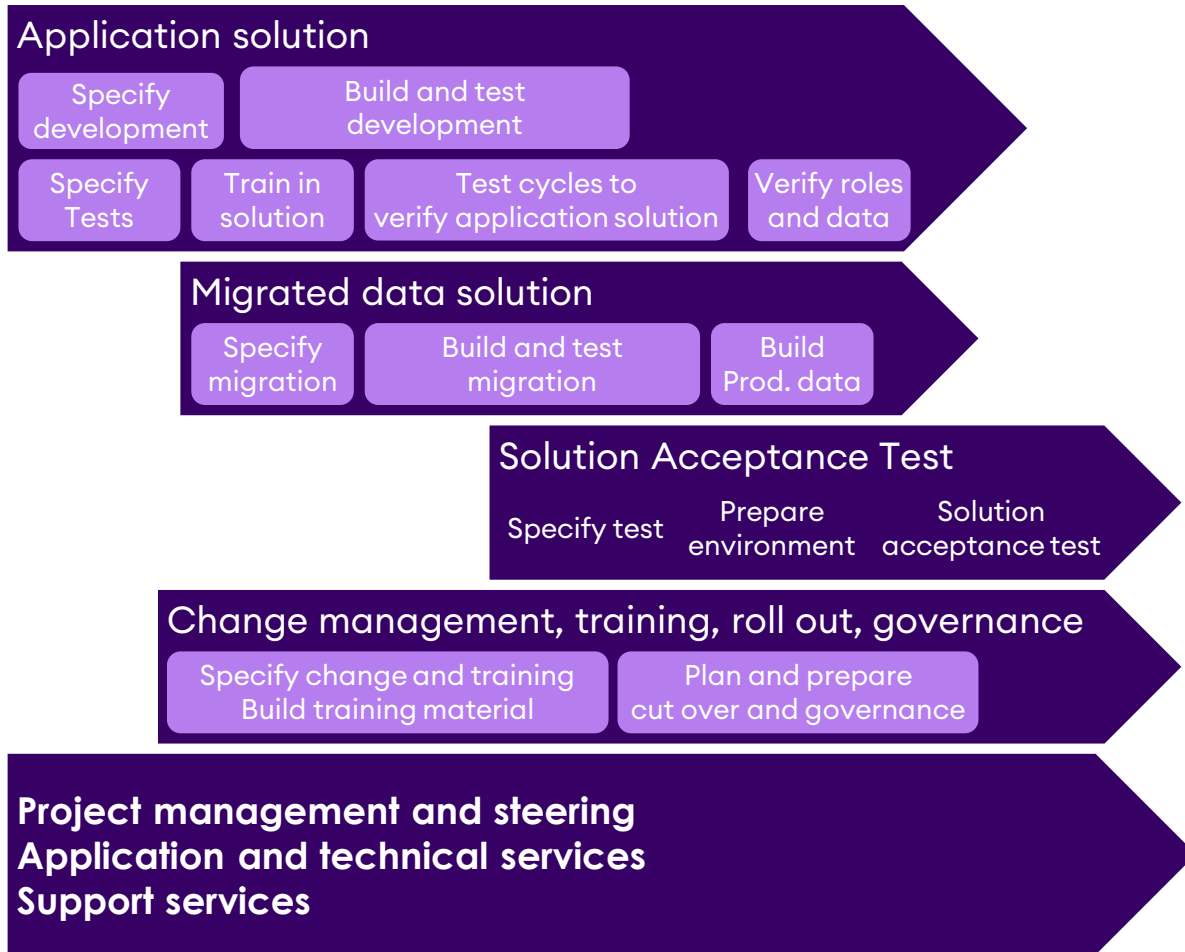 Application solution
Specify
development
Build and test
development
Specify
Tests
Train in
solution
Test cycles to
verify application solution
Verify roles
and data
Migrated data solution
Specify
migration
Build and test
migration
Build
Prod. data
Solution Acceptance Test
Specify test
Prepare
environment
Solution
acceptance test
Change management, training, roll out, governance
Specify change and training
Build training material
Plan and prepare
cut over and governance
Project management and steering
Application and technical services
Support services